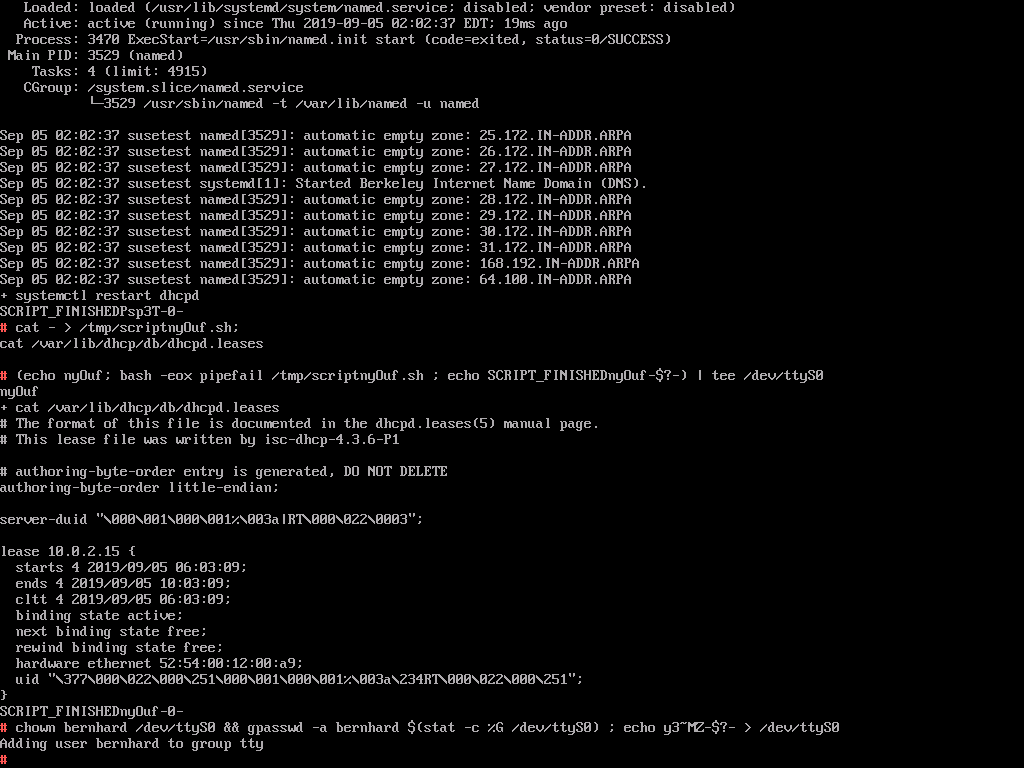 Loaded: loaded (/usr/lib/systemd/system/named.service; disabled; vendor preset: disabled)
   Active: active (running) since Thu 2019-09-05 02:02:37 EDT; 19ms ago
  Process: 3470 ExecStart=/usr/sbin/named.init start (code=exited, status=0/SUCCESS)
 Main PID: 3529 (named)
    Tasks: 4 (limit: 4915)
   CGroup: /system.slice/named.service
           └─3529 /usr/sbin/named -t /var/lib/named -u named

Sep 05 02:02:37 susetest named[3529]: automatic empty zone: 25.172.IN-ADDR.ARPA
Sep 05 02:02:37 susetest named[3529]: automatic empty zone: 26.172.IN-ADDR.ARPA
Sep 05 02:02:37 susetest named[3529]: automatic empty zone: 27.172.IN-ADDR.ARPA
Sep 05 02:02:37 susetest systemd[1]: Started Berkeley Internet Name Domain (DNS).
Sep 05 02:02:37 susetest named[3529]: automatic empty zone: 28.172.IN-ADDR.ARPA
Sep 05 02:02:37 susetest named[3529]: automatic empty zone: 29.172.IN-ADDR.ARPA
Sep 05 02:02:37 susetest named[3529]: automatic empty zone: 30.172.IN-ADDR.ARPA
Sep 05 02:02:37 susetest named[3529]: automatic empty zone: 31.172.IN-ADDR.ARPA
Sep 05 02:02:37 susetest named[3529]: automatic empty zone: 168.192.IN-ADDR.ARPA
Sep 05 02:02:37 susetest named[3529]: automatic empty zone: 64.100.IN-ADDR.ARPA
+ systemctl restart dhcpd
SCRIPT_FINISHEDPsp3T-0-
# cat - > /tmp/scriptnyOuf.sh;
cat /var/lib/dhcp/db/dhcpd.leases

# (echo nyOuf; bash -eox pipefail /tmp/scriptnyOuf.sh ; echo SCRIPT_FINISHEDnyOuf-$?-) | tee /dev/ttyS0
nyOuf
+ cat /var/lib/dhcp/db/dhcpd.leases
# The format of this file is documented in the dhcpd.leases(5) manual page.
# This lease file was written by isc-dhcp-4.3.6-P1

# authoring-byte-order entry is generated, DO NOT DELETE
authoring-byte-order little-endian;

server-duid "\000\001\000\001%\003a|RT\000\022\0003";

lease 10.0.2.15 {
  starts 4 2019/09/05 06:03:09;
  ends 4 2019/09/05 10:03:09;
  cltt 4 2019/09/05 06:03:09;
  binding state active;
  next binding state free;
  rewind binding state free;
  hardware ethernet 52:54:00:12:00:a9;
  uid "\377\000\022\000\251\000\001\000\001%\003a\234RT\000\022\000\251";
}
SCRIPT_FINISHEDnyOuf-0-
# chown bernhard /dev/ttyS0 && gpasswd -a bernhard $(stat -c %G /dev/ttyS0) ; echo y3~MZ-$?- > /dev/ttyS0
Adding user bernhard to group tty
#